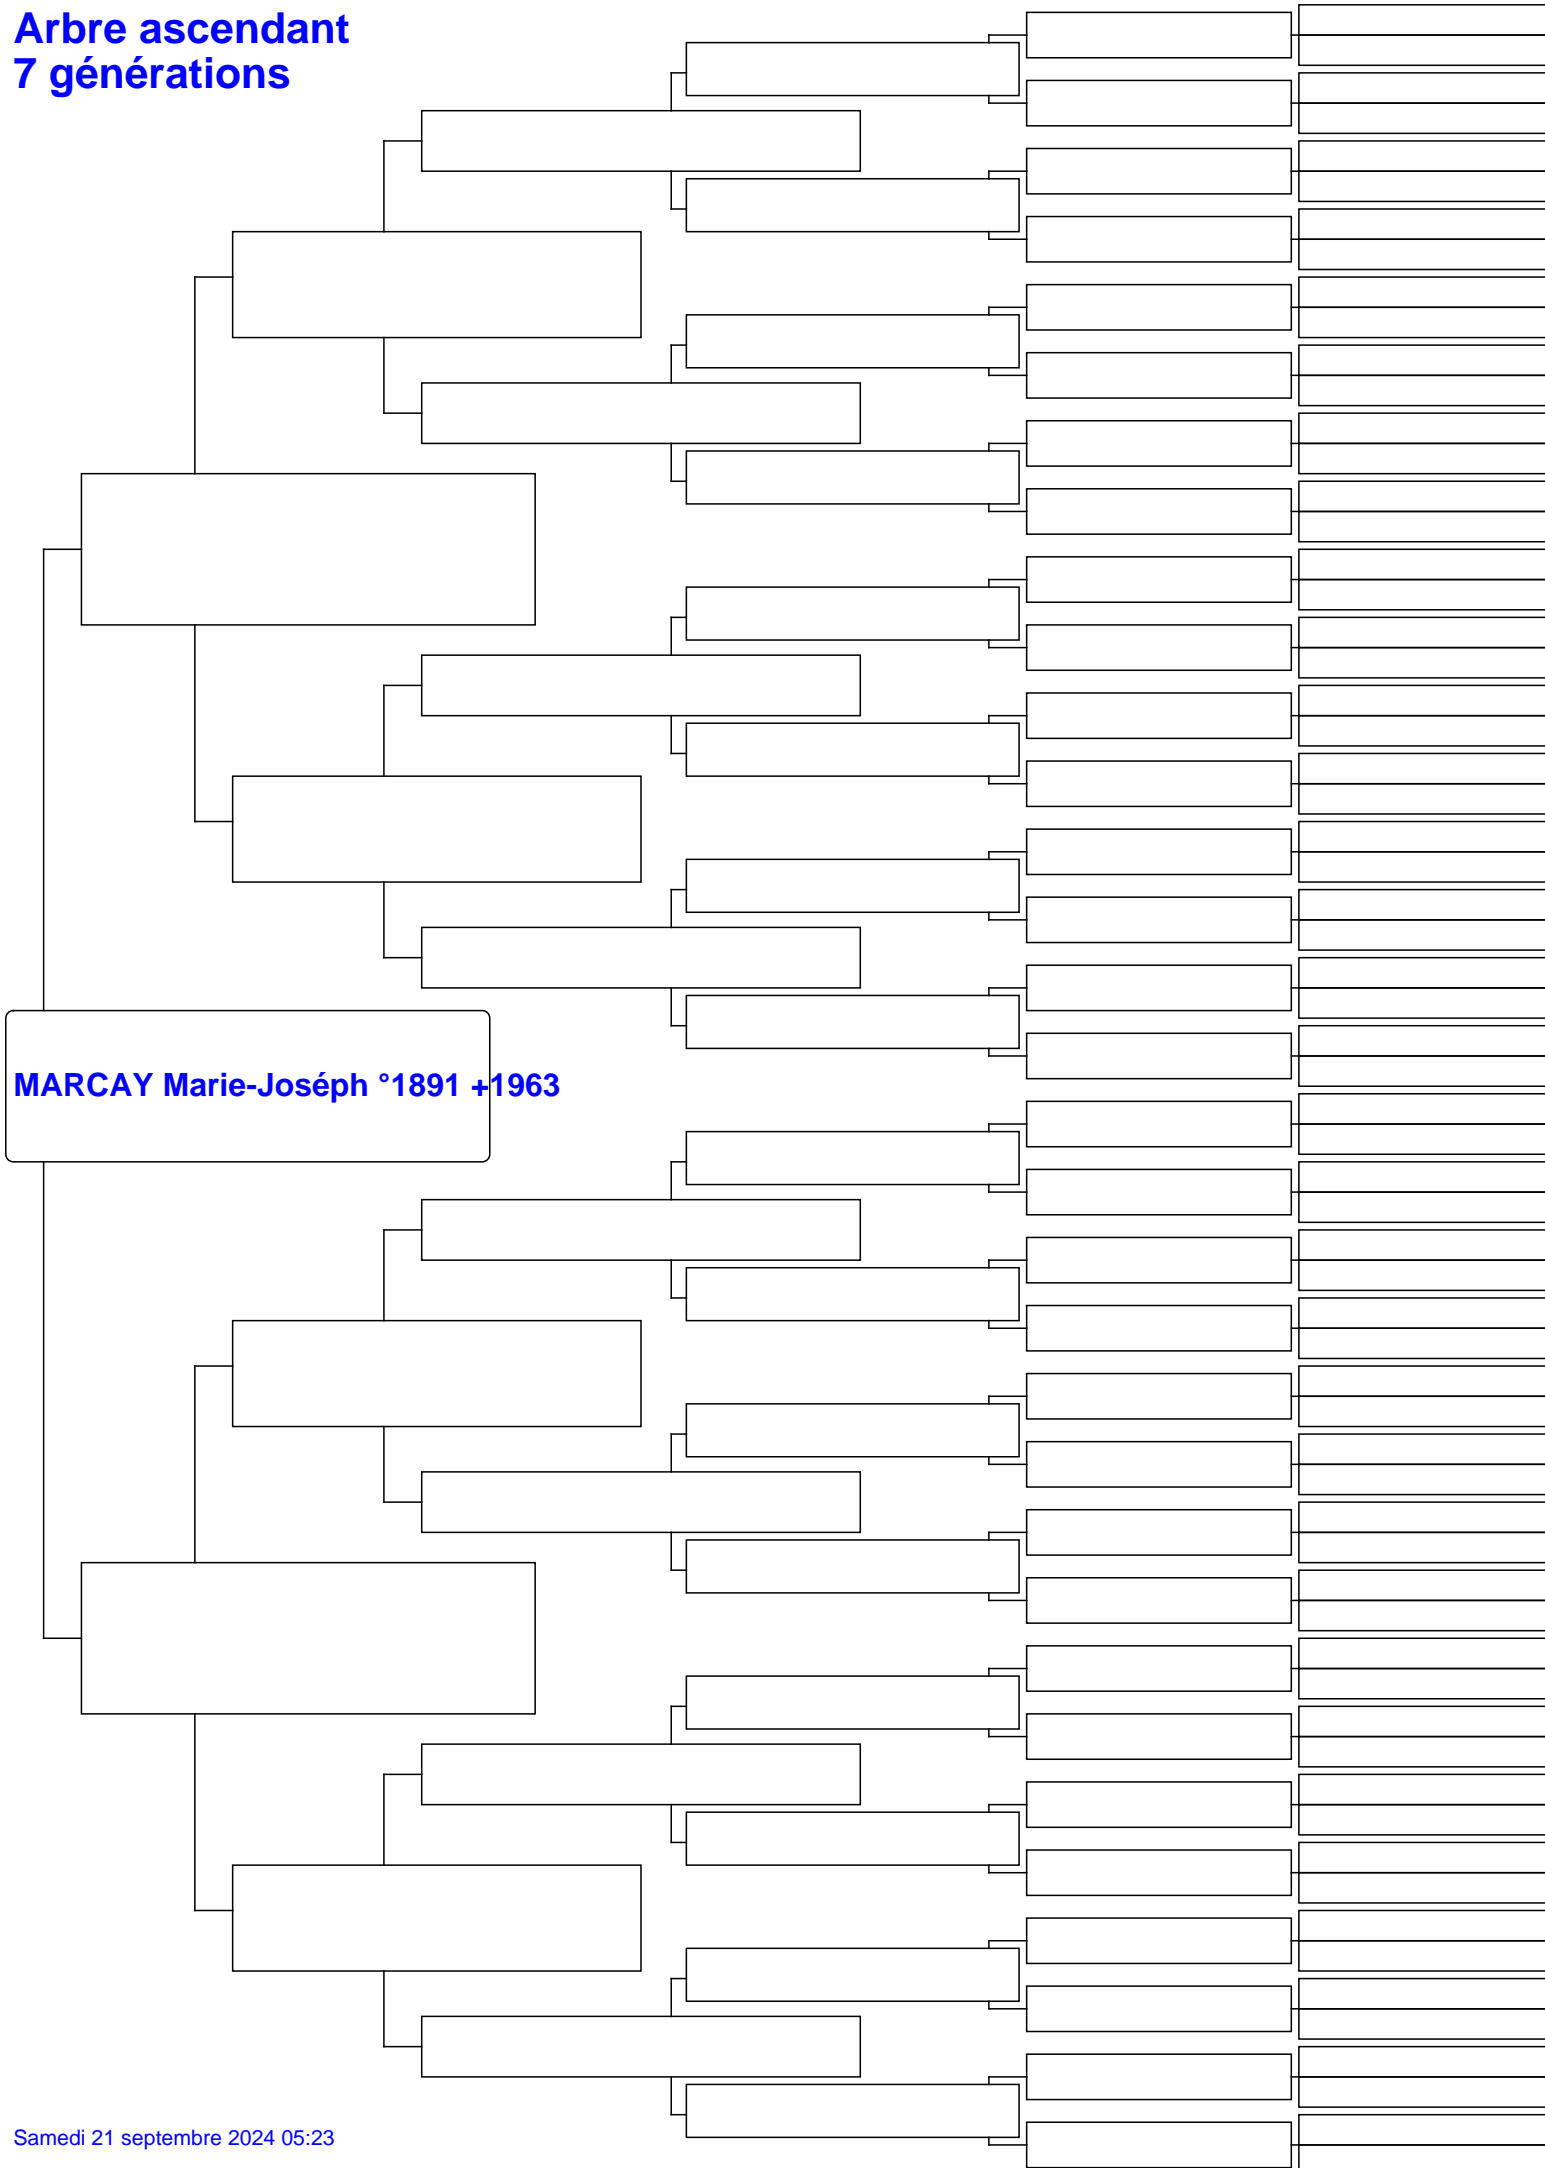 Arbre ascendant
7 générations
MARCAY Marie-Joséph °1891 +1963
Samedi 21 septembre 2024 05:23